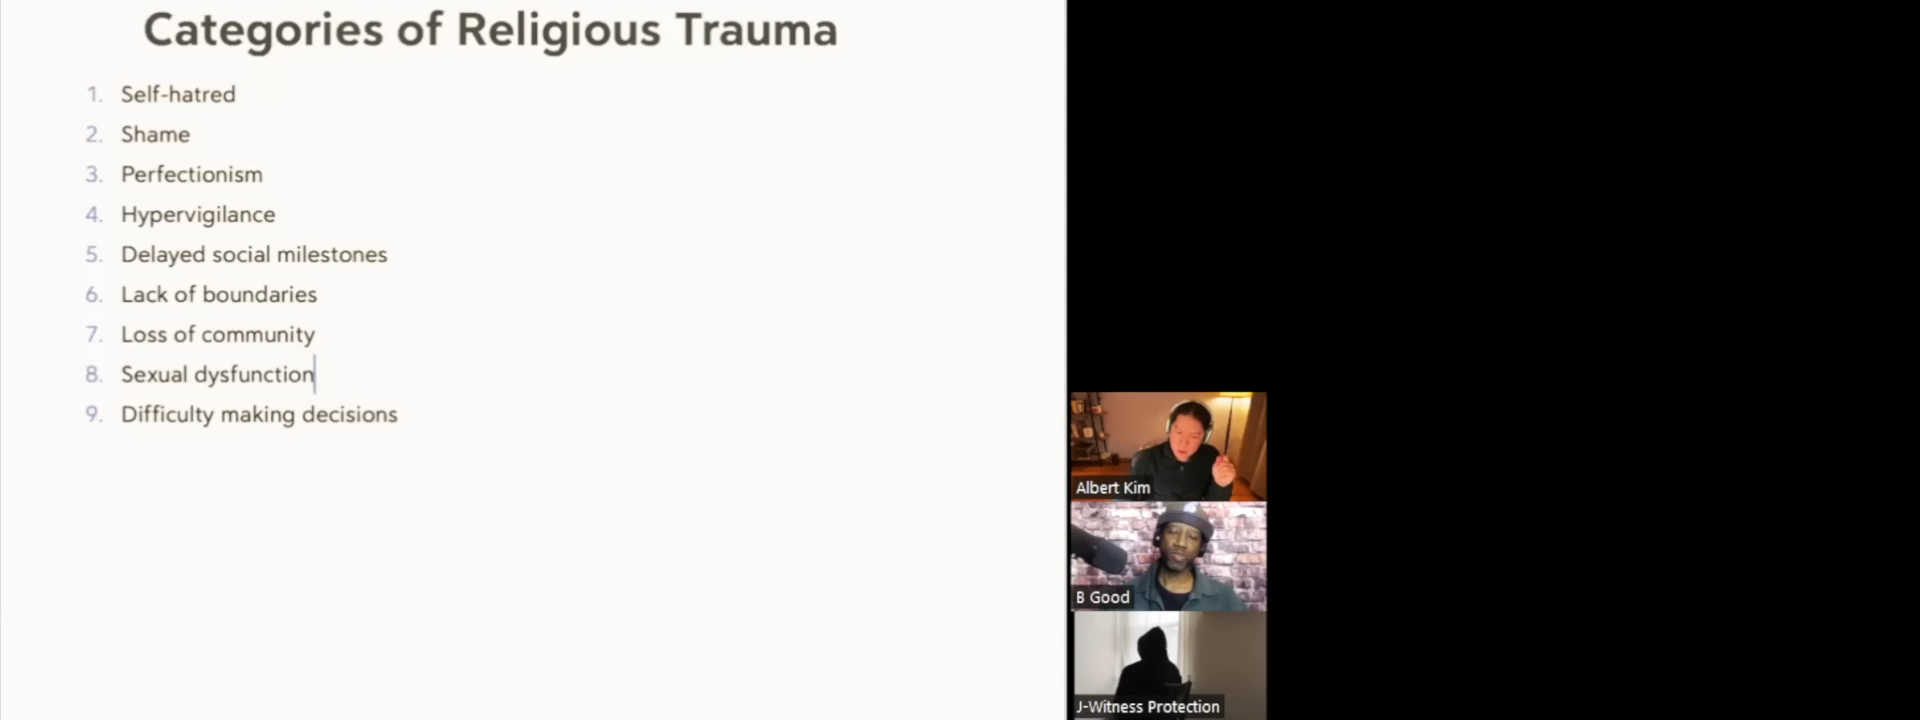 Categories of Religious Trauma
1. Self-hatred
2. Shame
3. Perfectionism
4. Hypervigilance
5. Delayed social milestones
6. Lack of boundaries
7. Loss of community
8. Sexual dysfunction
9. Difficulty making decisions
Albert Kim
B Good
J-Witness Protection